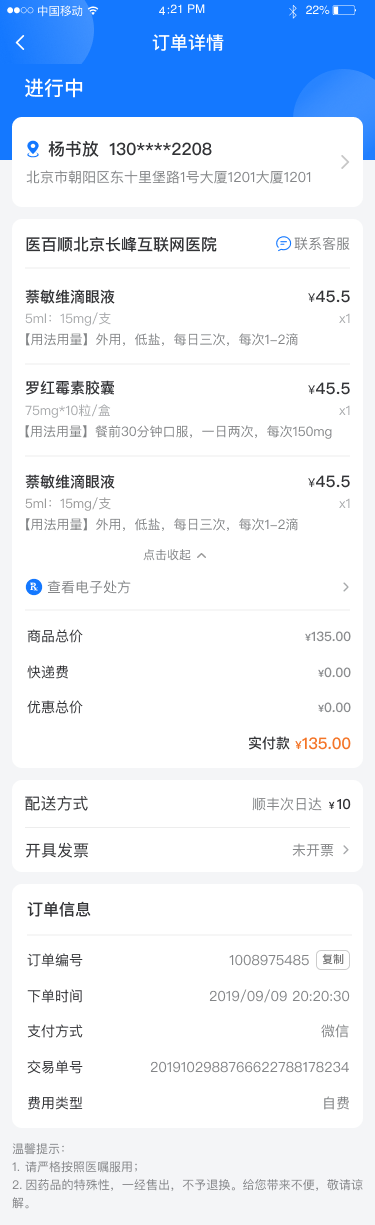 中国移动 4:21 PM 22%
订单详情
进行中
杨书放 130****2208
北京市朝阳区东十里堡路1号大厦1201大厦1201
医百顺北京长峰互联网医院 联系客服
萘敏维滴眼液 ¥45.5
5ml：15mg/支 x1
【用法用量】外用，低盐，每日三次，每次1-2滴
罗红霉素胶囊 ¥45.5
75mg*10粒/盒 x1
【用法用量】餐前30分钟口服，一日两次，每次150mg
萘敏维滴眼液 ¥45.5
5ml：15mg/支 x1
【用法用量】外用，低盐，每日三次，每次1-2滴
点击收起
R 查看电子处方
商品总价 ¥135.00
快递费 ¥0.00
优惠总价 ¥0.00
实付款 ¥135.00
配送方式 顺丰次日达 ¥10
开具发票 未开票
订单信息
订单编号 1008975485 复制
下单时间 2019/09/09 20:20:30
支付方式 微信
交易单号 2019102988766622788178234
费用类型 自费
温馨提示：
1. 请严格按照医嘱服用；
2. 因药品的特殊性，一经售出，不予退换。给您带来不便，敬请谅
解。